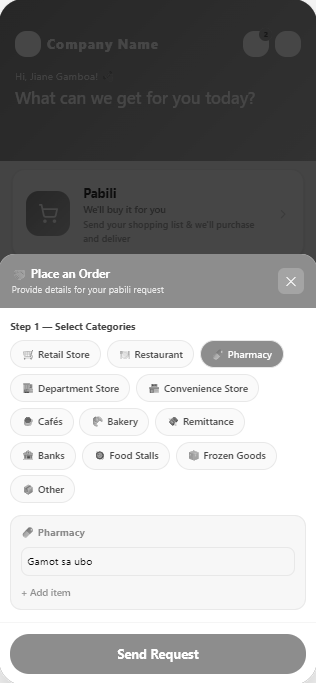 Company Name
Hi, Jiane Gamboa!
What can we get for you today?
Pabili
We'll buy it for you
Send your shopping list & we'll purchase
and deliver
Place an Order
Provide details for your pabili request
Step 1 — Select Categories
Retail Store
Restaurant
Pharmacy
Department Store
Convenience Store
Cafés
Bakery
Remittance
Banks
Food Stalls
Frozen Goods
Other
Pharmacy
Gamot sa ubo
+ Add item
Send Request